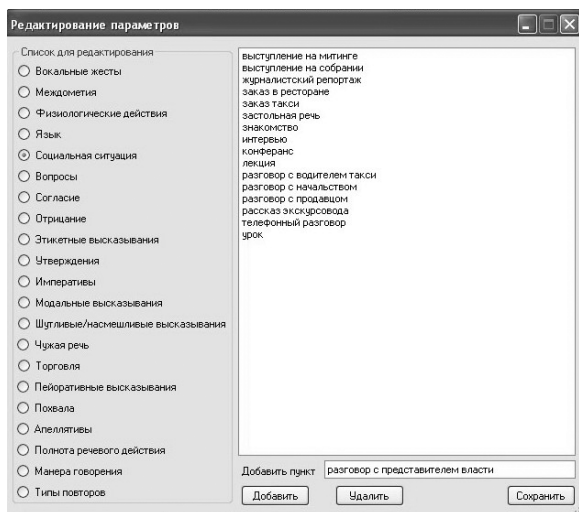 Редактирование параметров
Список для редактирования
Вокальные жесты
Междометия
Физиологические действия
Язык
Социальная ситуация
Вопросы
Согласие
Отрицание
Этикетные высказывания
Утверждения
Императивы
Модальные высказывания
Шутливые/насмешливые высказывания
Чужая речь
Торговля
Пейоративные высказывания
Похвала
Апеллятивы
Полнота речевого действия
Манера говорения
Типы повторов
выступление на митинге
выступление на собрании
журналистский репортаж
заказ в ресторане
заказ такси
застольная речь
знакомство
интервью
конферанс
лекция
разговор с водителем такси
разговор с начальством
разговор с продавцом
рассказ экскурсовода
телефонный разговор
урок
Добавить пункт разговор с представителем власти
Добавить Удалить Сохранить